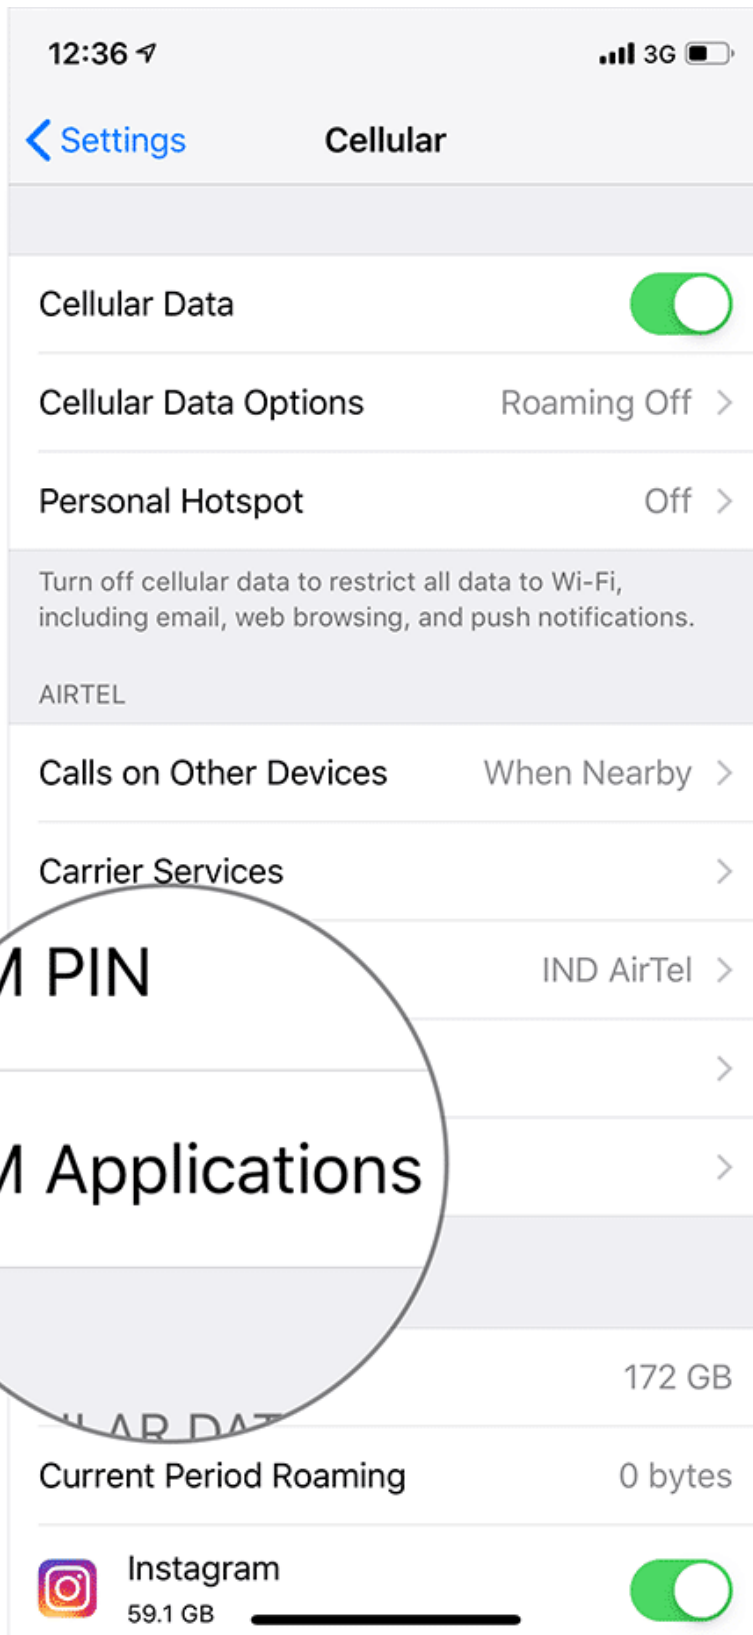 12:36
3G
Settings
Cellular
Cellular Data
Cellular Data Options Roaming Off
Personal Hotspot Off
Turn off cellular data to restrict all data to Wi-Fi,
including email, web browsing, and push notifications.
AIRTEL
Calls on Other Devices When Nearby
Carrier Services
PIN
IND AirTel
Applications
172 GB
Current Period Roaming 0 bytes
Instagram
59.1 GB